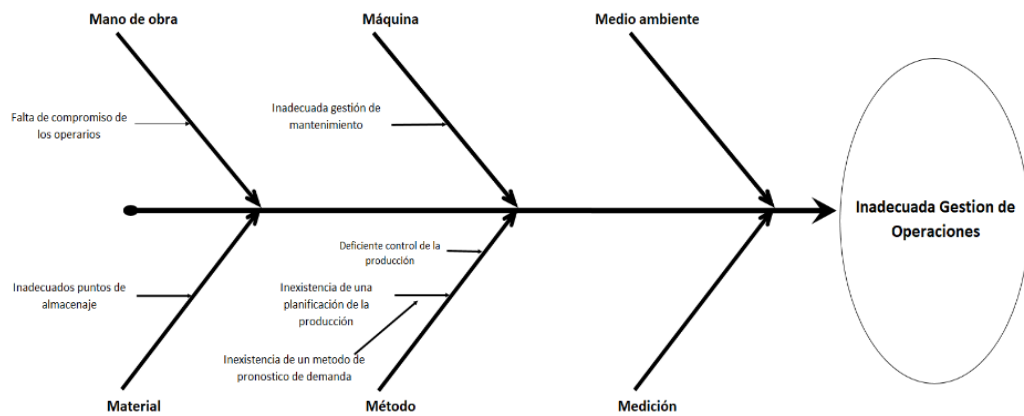 Mano de obra
Máquina
Medio ambiente
Falta de compromiso de
los operarios
Inadecuada gestión de
mantenimiento
Inadecuada Gestion de
Operaciones
Deficiente control de la
producción
Inadecuados puntos de
almacenaje
Inexistencia de una
planificación de la
producción
Inexistencia de un metodo de
pronostico de demanda
Material
Método
Medición